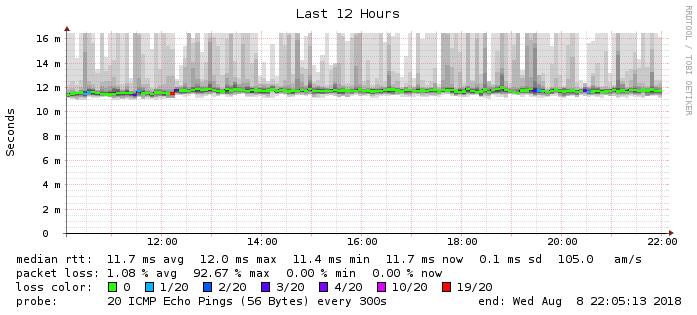 Last 12 Hours
RRDTOOL / TOBI OETIKER
Seconds
16 m
14 m
12 m
10 m
8 m
6 m
4 m
2 m
0
12:00 14:00 16:00 18:00 20:00 22:00
median rtt: 11.7 ms avg 12.0 ms max 11.4 ms min 11.7 ms now 0.1 ms sd 105.0 am/s
packet loss: 1.08 % avg 92.67 % max 0.00 % min 0.00 % now
loss color: 0 1/20 2/20 3/20 4/20 10/20 19/20
probe: 20 ICMP Echo Pings (56 Bytes) every 300s end: Wed Aug 8 22:05:13 2018